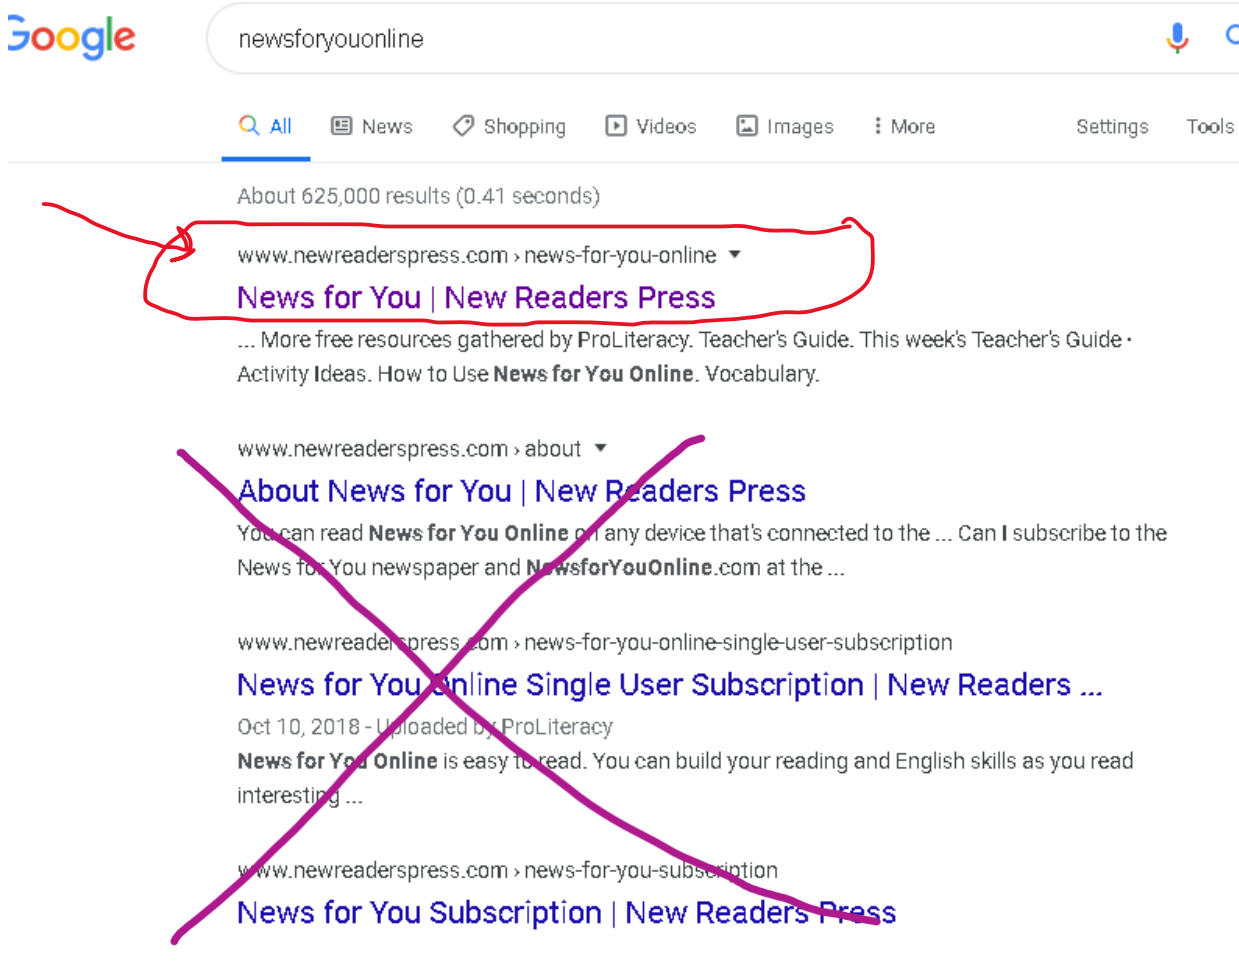 Google
newsforyouonline
All News Shopping Videos Images More Settings Tools
About 625,000 results (0.41 seconds)
www.newreaderspress.com › news-for-you-online
News for You | New Readers Press
... More free resources gathered by ProLiteracy. Teacher's Guide. This week's Teacher's Guide ·
Activity Ideas. How to Use News for You Online. Vocabulary.
www.newreaderspress.com › about
About News for You | New Readers Press
You can read News for You Online on any device that's connected to the ... Can I subscribe to the
News for You newspaper and NewsforYouOnline.com at the ...
www.newreaderspress.com › news-for-you-online-single-user-subscription
News for You Online Single User Subscription | New Readers ...
Oct 10, 2018 - Uploaded by ProLiteracy
News for You Online is easy to read. You can build your reading and English skills as you read
interesting ...
www.newreaderspress.com › news-for-you-subscription
News for You Subscription | New Readers Press